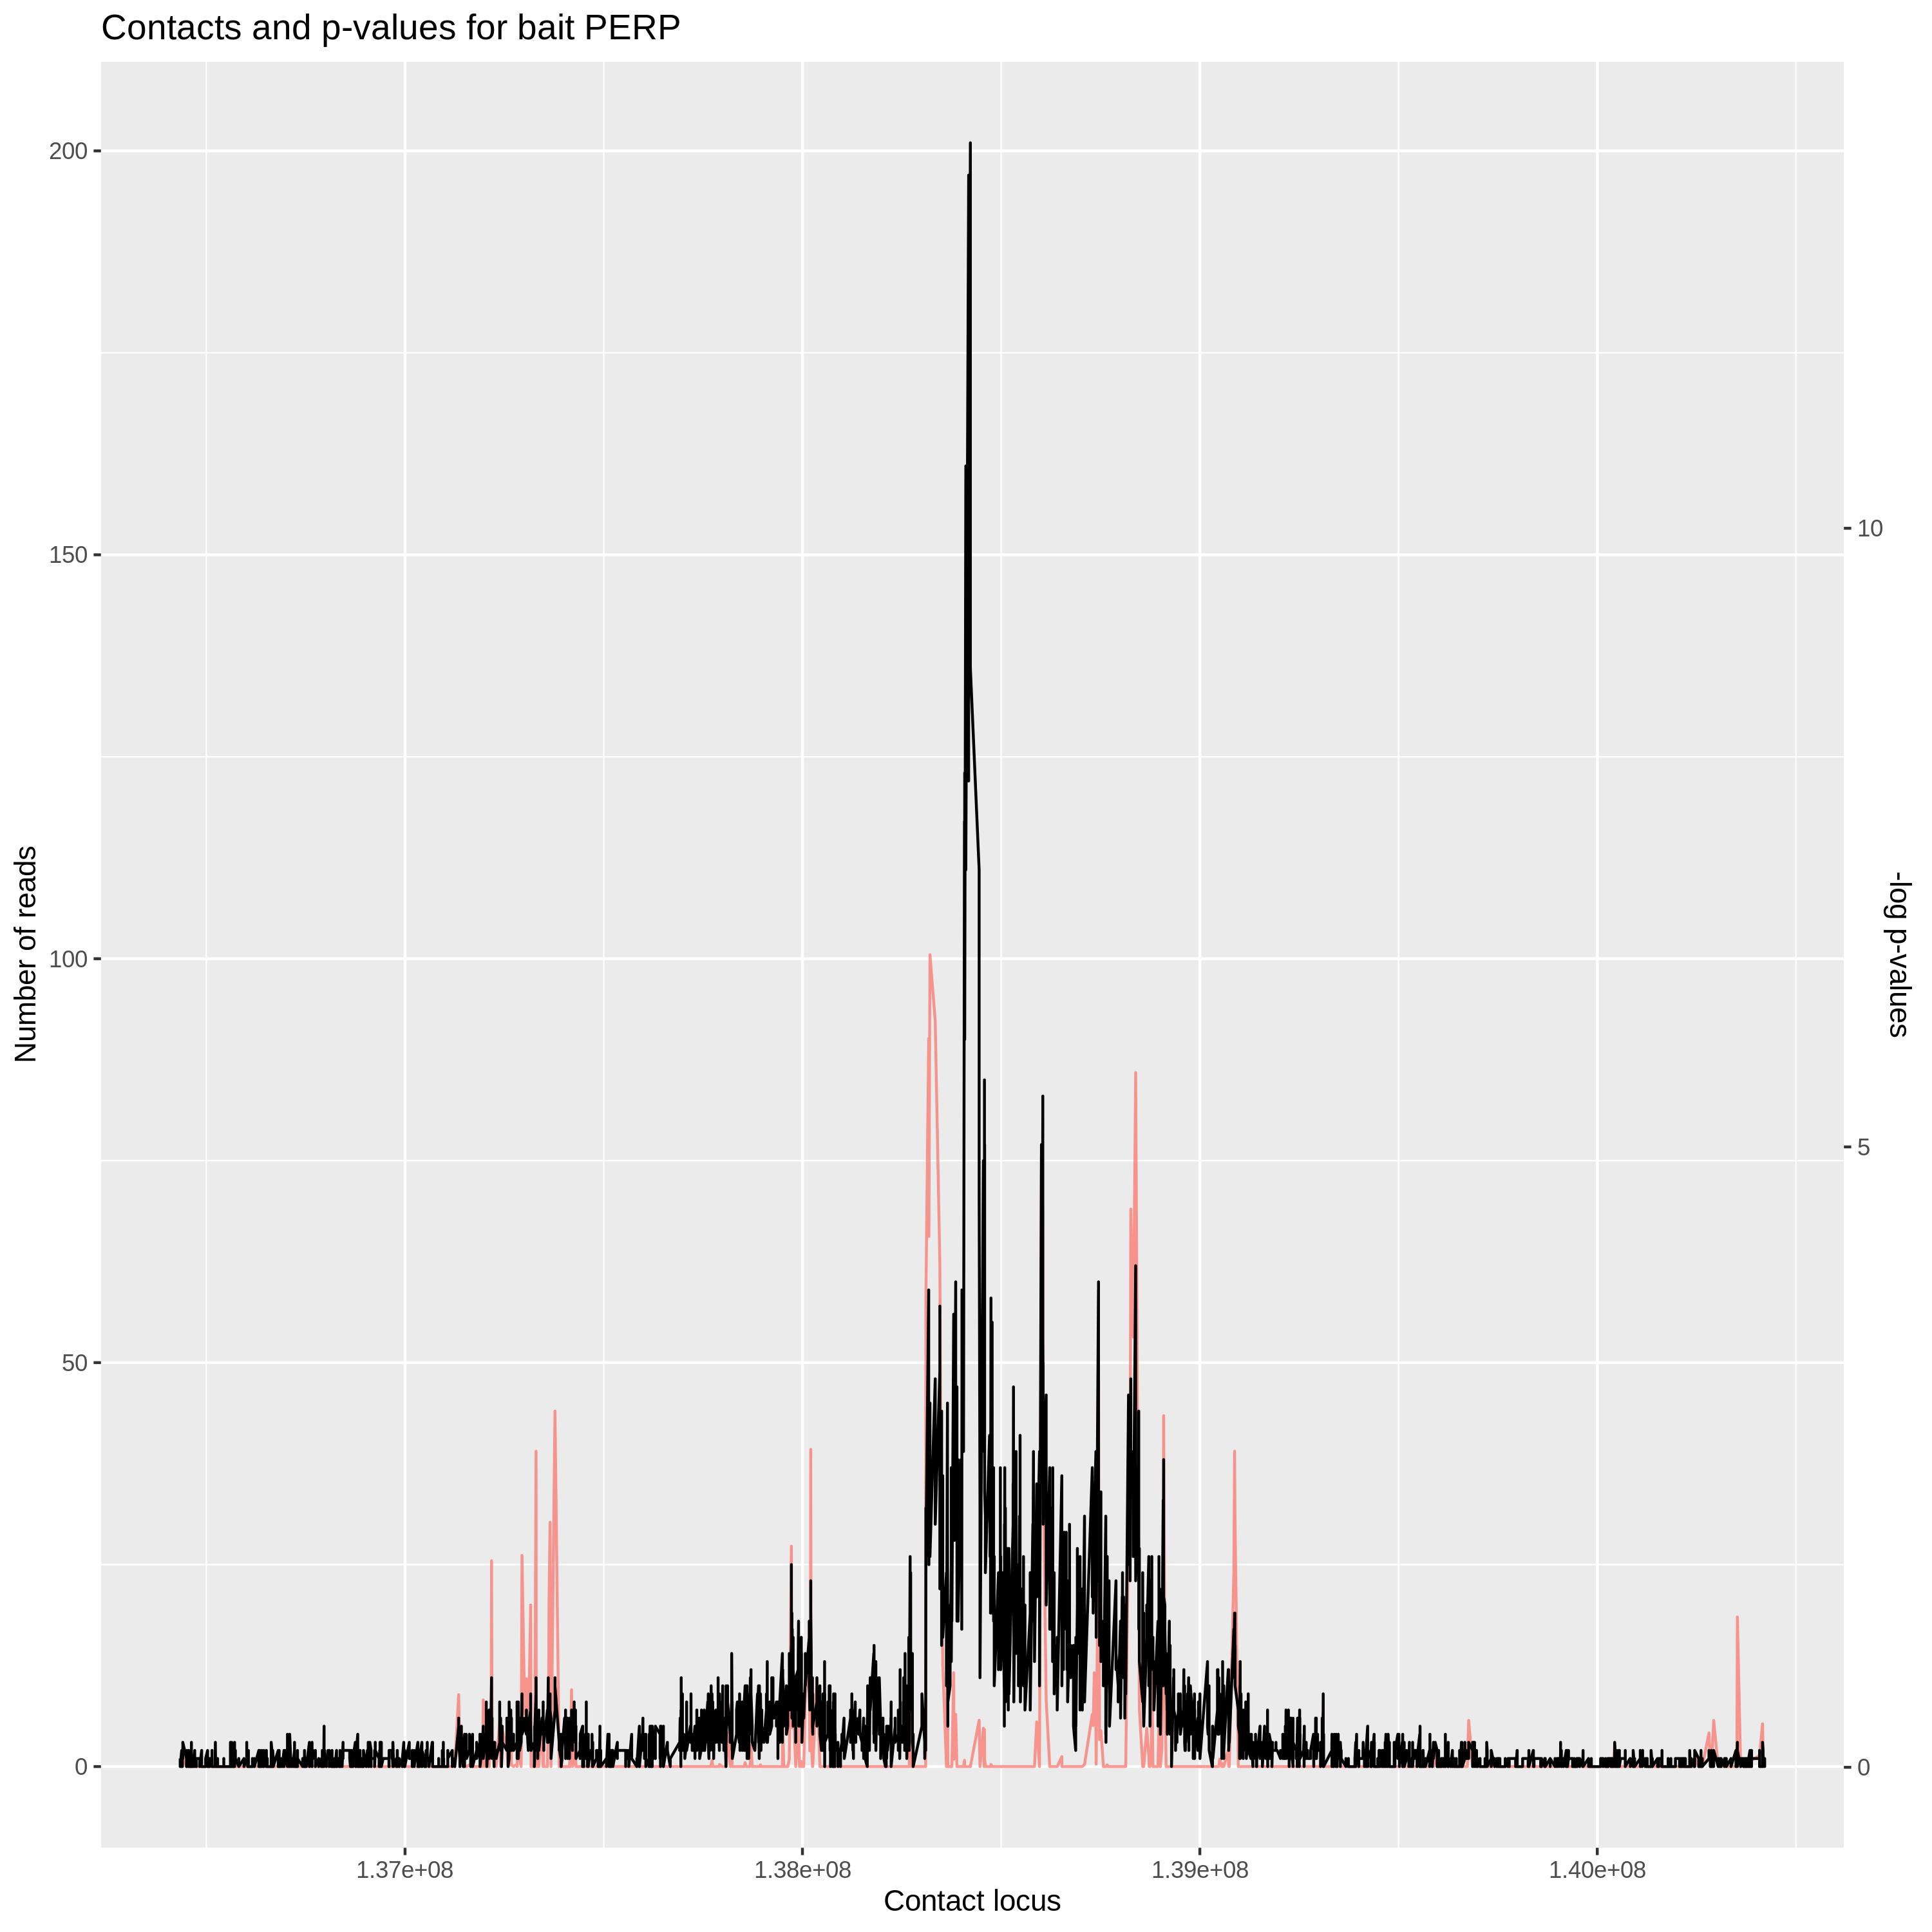 Contacts and p-values for bait PERP
Number of reads
200
150
100
50
0
-log p-values
10
5
0
1.37e+08 1.38e+08 1.39e+08 1.40e+08
Contact locus